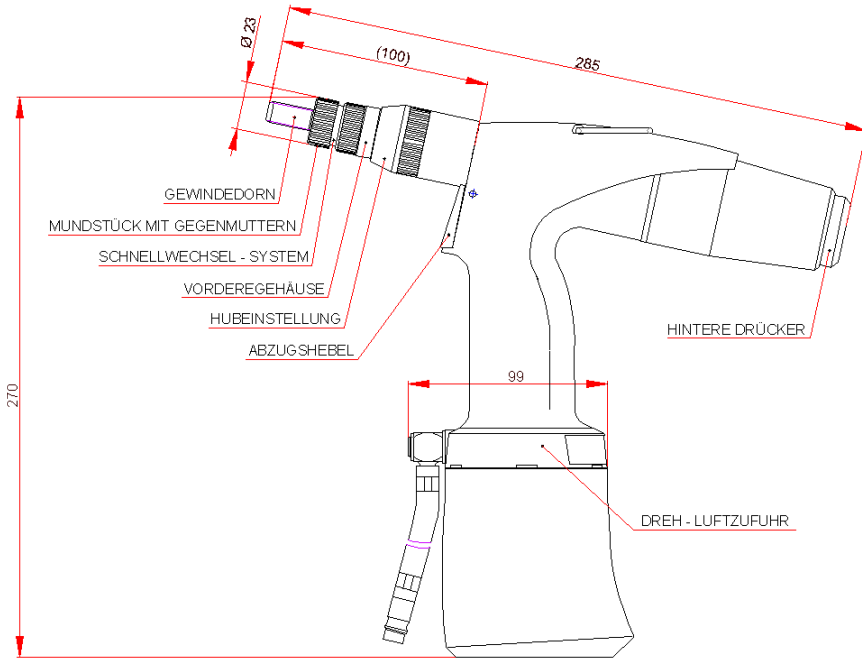 Ø 23
(100)
285
GEWINDEDORN
MUNDSTÜCK MIT GEGENMUTTERN
SCHNELLWECHSEL - SYSTEM
VORDEREGEHÄUSE
HUBEINSTELLUNG
ABZUGSHEBEL
HINTERE DRÜCKER
270
99
DREH - LUFTZUFUHR